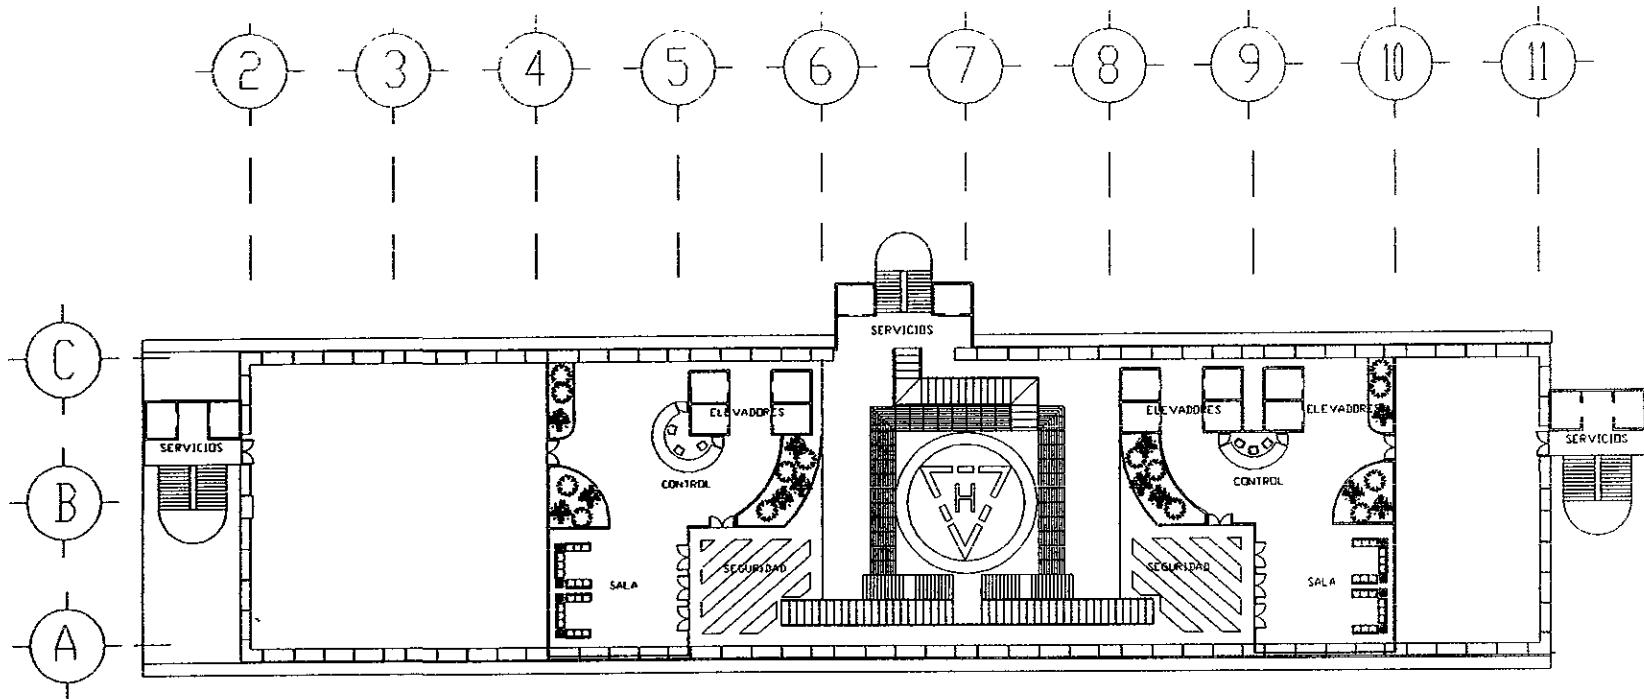 2 3 4 5 6 7 8 9 10 11
SERVICIOS
C
ELEVADORES ELEVADORES ELEVADORES
SERVICIOS SERVICIOS
CONTROL CONTROL
B
H
SEGURIDAD SEGURIDAD
SALA SALA
A